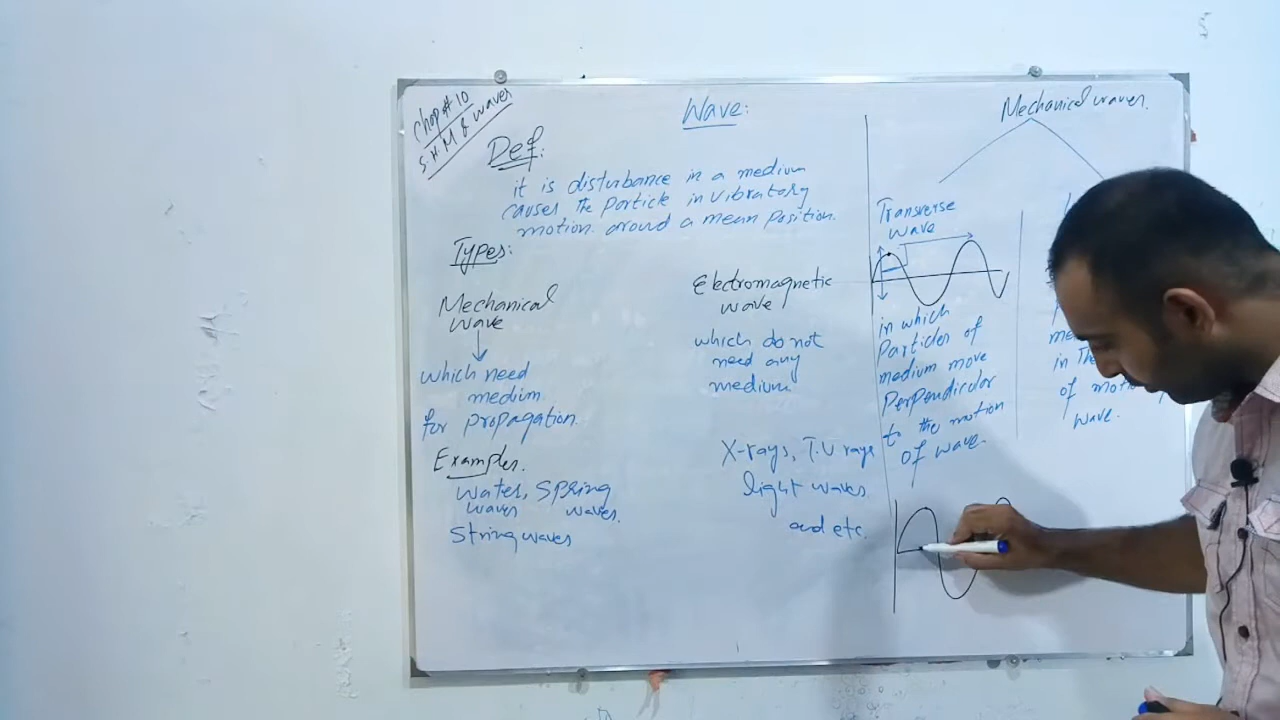 Chap# 10
S.H.M & waves
Wave:
Def:
it is disturbance in a medium
causes the particle in vibratory
motion around a mean position.
Types:
Mechanical
wave
which need
medium
for propagation.
Examples.
water, spring
waves waves.
string waves
Electromagnetic
wave
which do not
need any
medium
X-rays, T.V rays
light waves
and etc.
Mechanical waves.
Transverse
wave
in which
Particles of
medium move
Perpendicular
to the motion
of wave.
in the
of motion
wave.